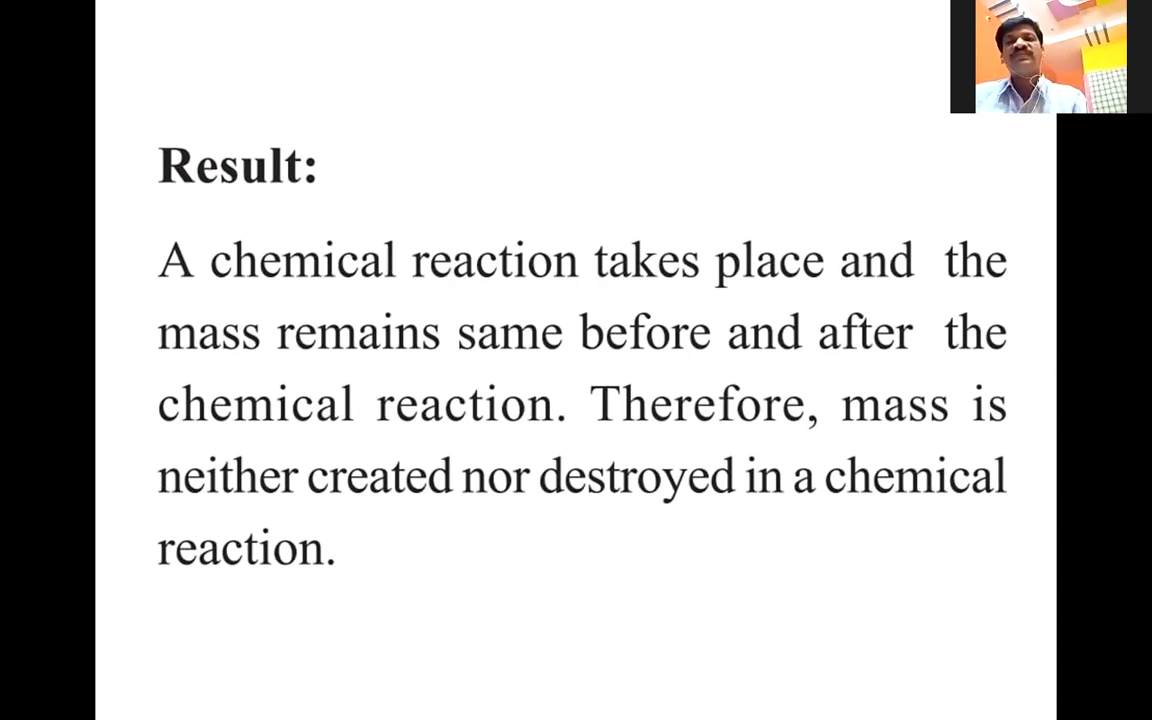 Result:
A chemical reaction takes place and the
mass remains same before and after the
chemical reaction. Therefore, mass is
neither created nor destroyed in a chemical
reaction.